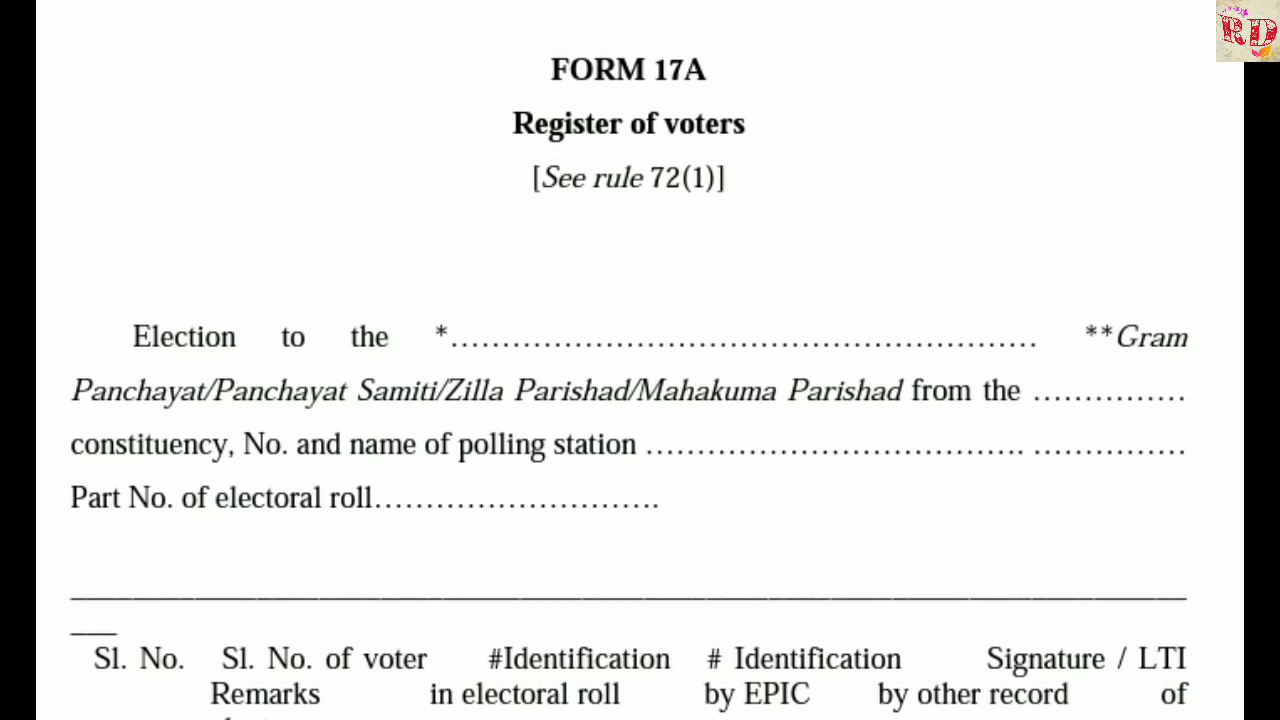 RD
FORM 17A
Register of voters
[See rule 72(1)]
Election to the *……………………………………………… **Gram
Panchayat/Panchayat Samiti/Zilla Parishad/Mahakuma Parishad from the ……………
constituency, No. and name of polling station ………………………………. ……………
Part No. of electoral roll……………………….
________________________________________________________________________
___
Sl. No. Sl. No. of voter #Identification # Identification Signature / LTI
Remarks in electoral roll by EPIC by other record of